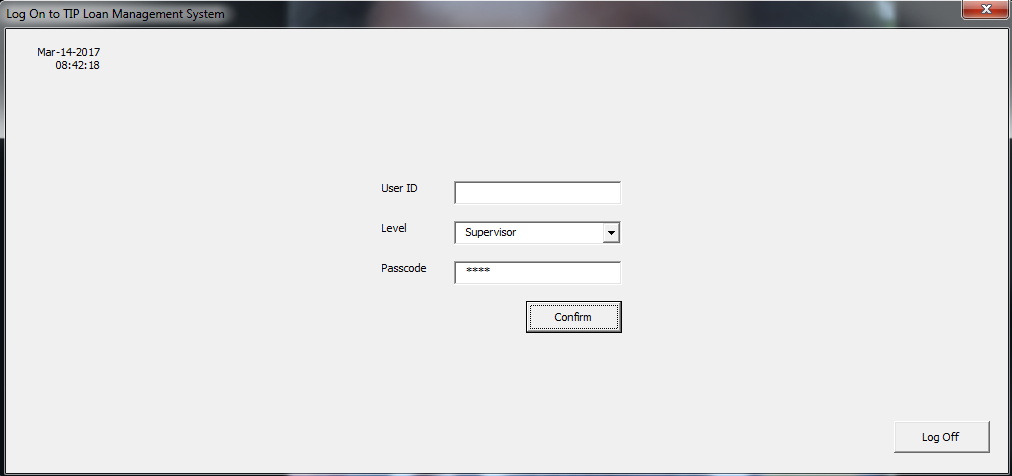 Log On to TIP Loan Management System
Mar-14-2017
08:42:18
User ID
Level Supervisor
Passcode ****
Confirm
Log Off